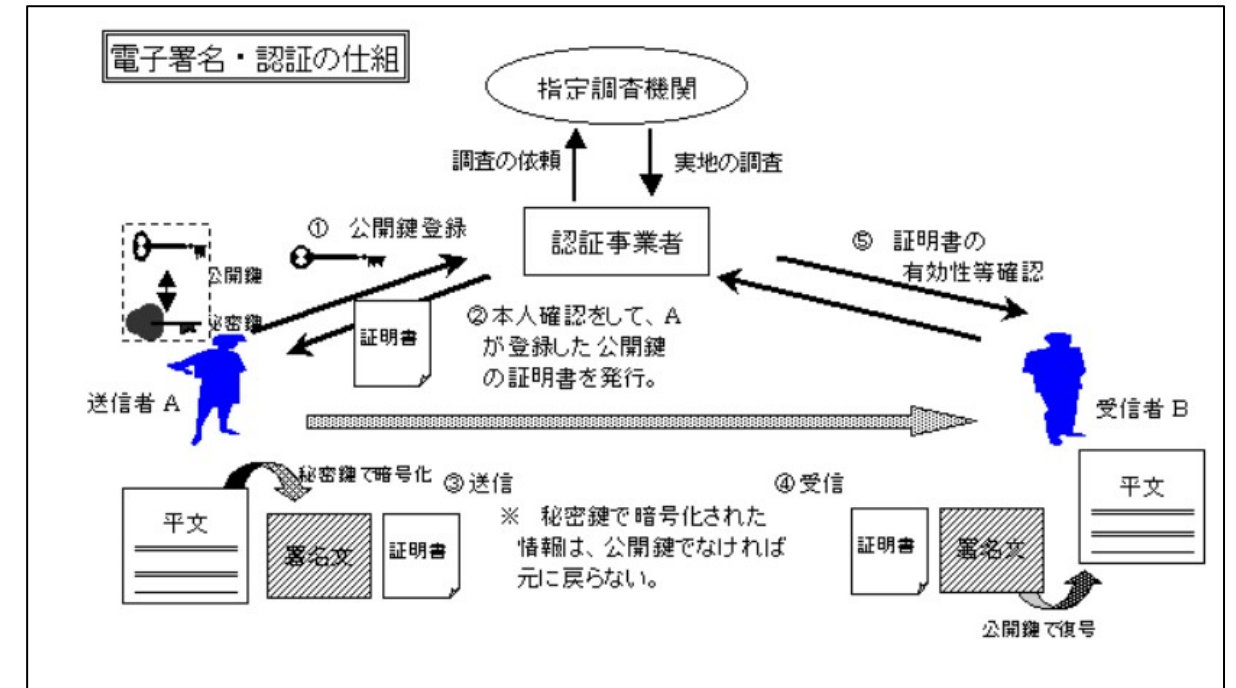 電子署名・認証の仕組
指定調査機関
調査の依頼
実地の調査
認証事業者
① 公開鍵登録
公開鍵
秘密鍵
証明書
②本人確認をして、A
が登録した公開鍵
の証明書を発行。
⑤ 証明書の
有効性等確認
送信者 A
受信者 B
秘密鍵で暗号化
③送信
④受信
平文
署名文
証明書
※ 秘密鍵で暗号化された
情報は、公開鍵でなければ
元に戻らない。
証明書
署名文
平文
公開鍵で復号